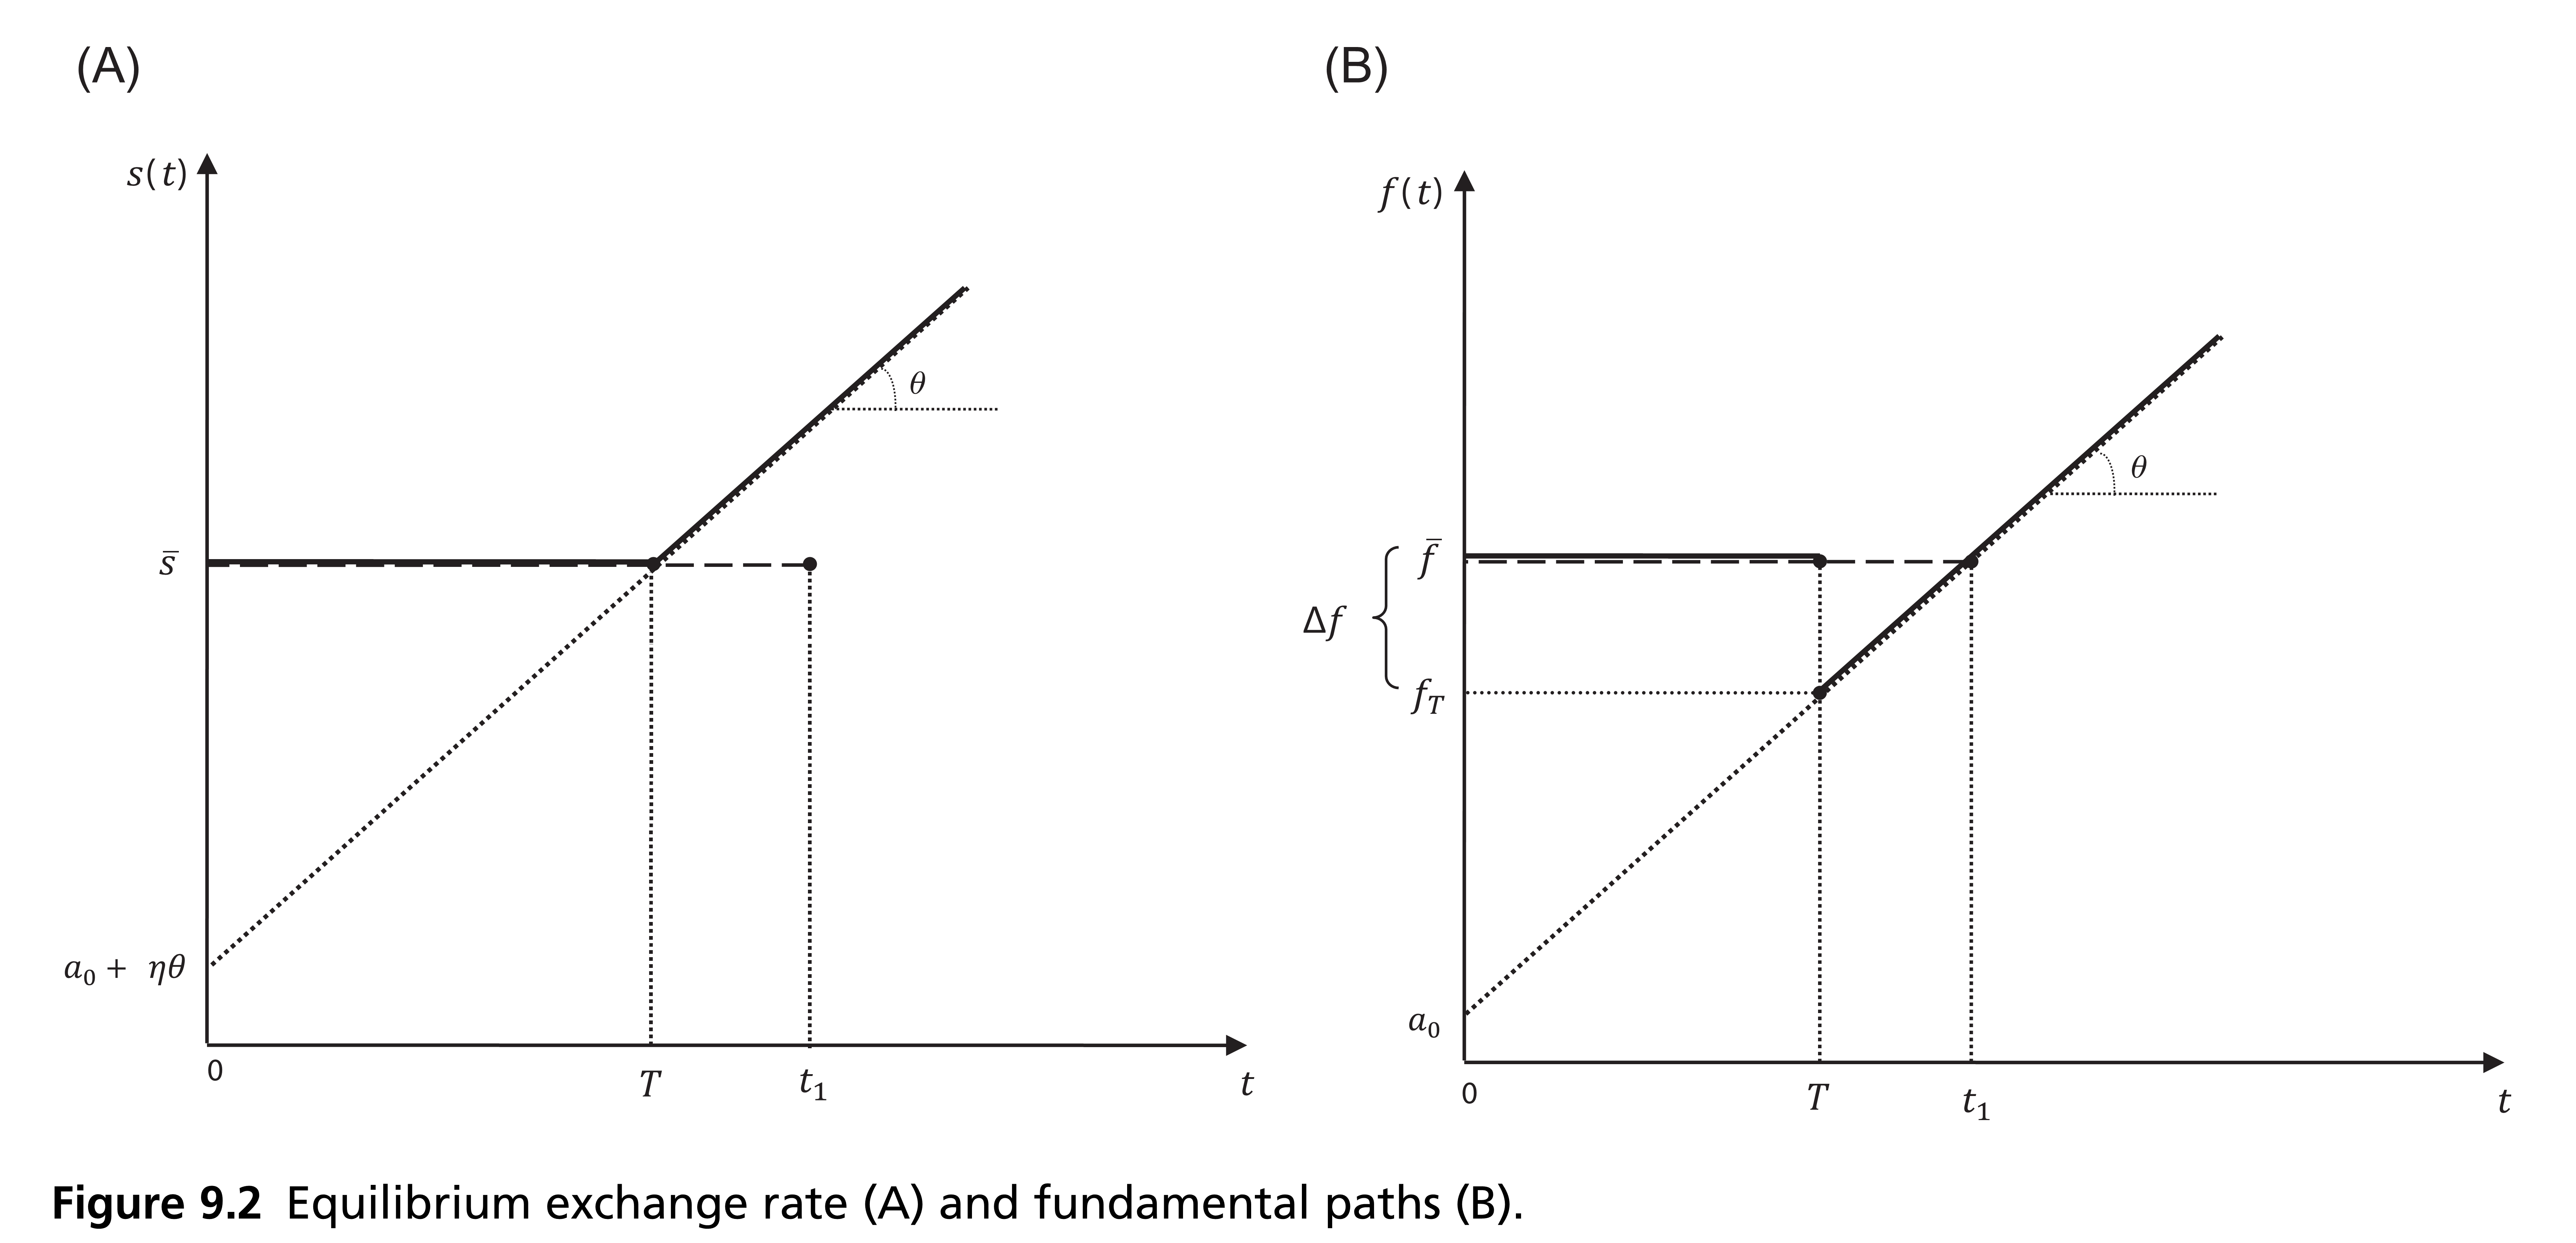 (A)
s(t)
θ
s̄
a₀ + ηθ
0
T
t₁
t
(B)
f(t)
θ
f̄
Δf
f_T
a₀
0
T
t₁
t
Figure 9.2 Equilibrium exchange rate (A) and fundamental paths (B).